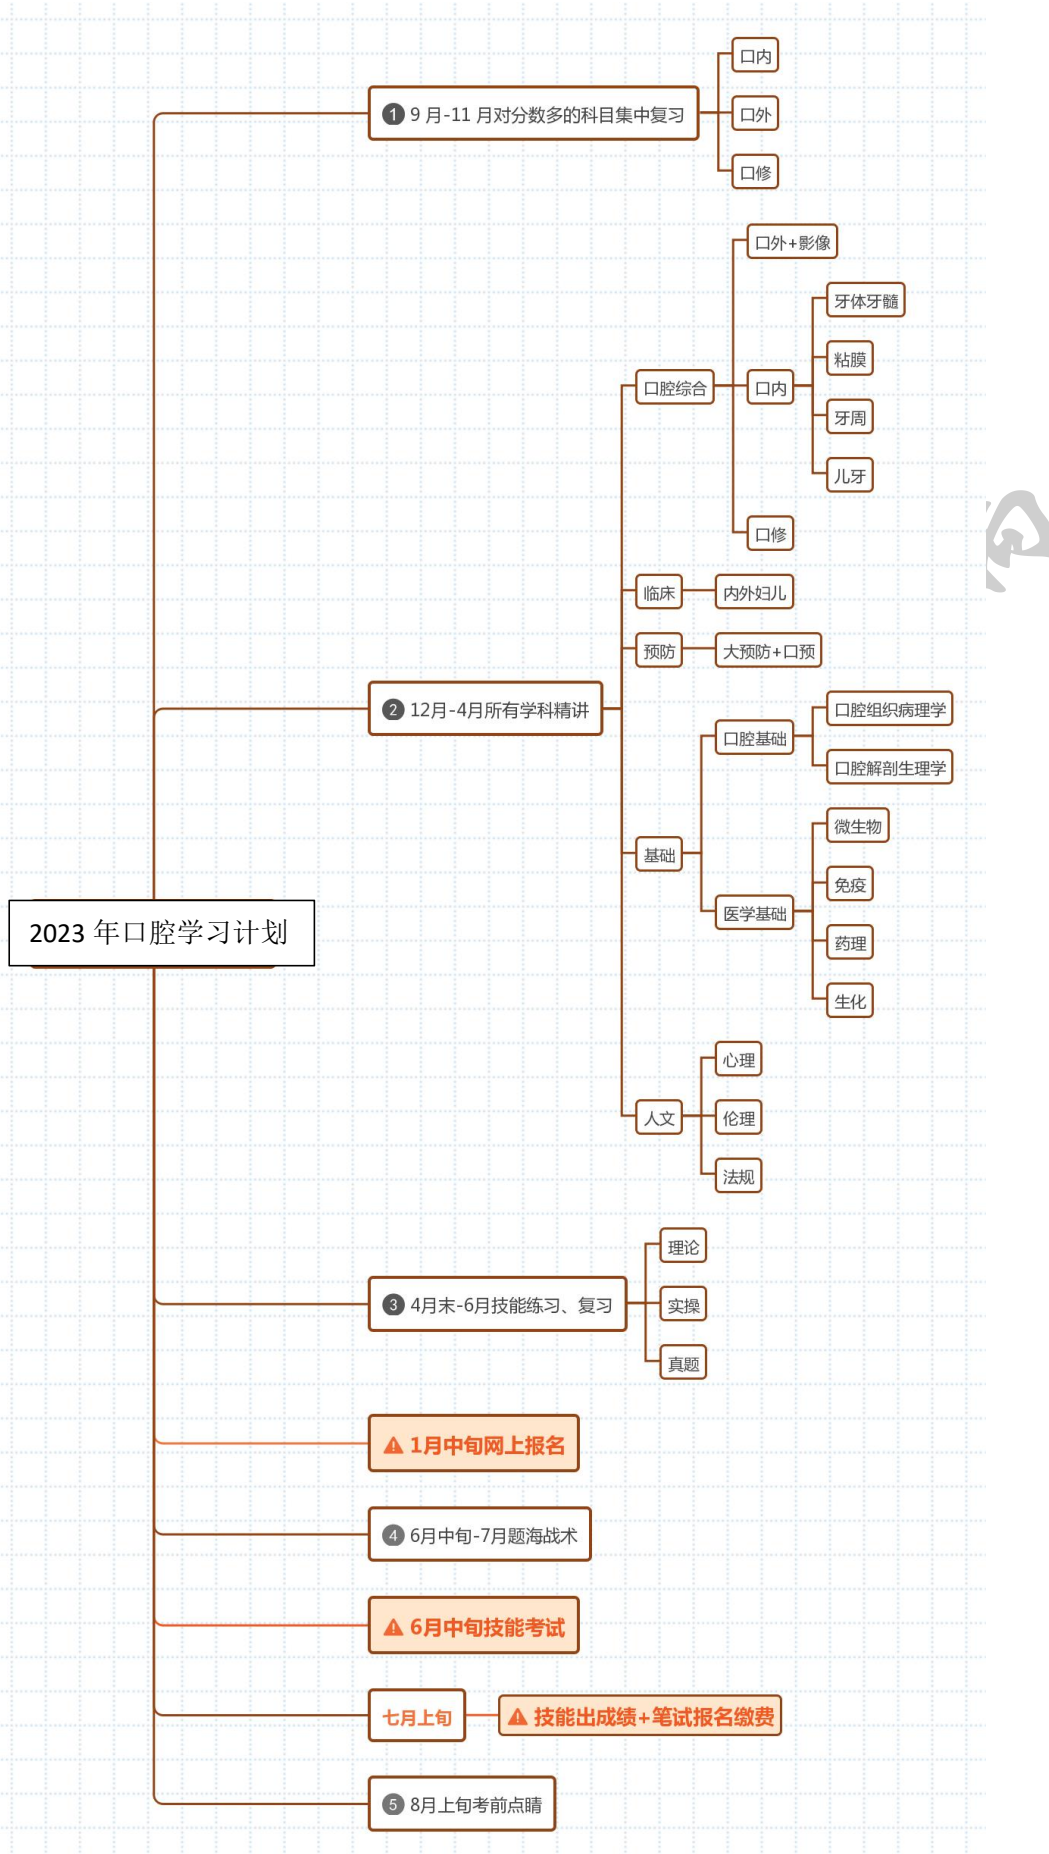 2023 年口腔学习计划
1 9 月-11 月对分数多的科目集中复习
口内
口外
口修
2 12月-4月所有学科精讲
口腔综合
口外+影像
口内
牙体牙髓
粘膜
牙周
儿牙
口修
临床
内外妇儿
预防
大预防+口预
基础
口腔基础
口腔组织病理学
口腔解剖生理学
医学基础
微生物
免疫
药理
生化
人文
心理
伦理
法规
3 4月末-6月技能练习、复习
理论
实操
真题
1月中旬网上报名
4 6月中旬-7月题海战术
6月中旬技能考试
七月上旬
技能出成绩+笔试报名缴费
5 8月上旬考前点睛